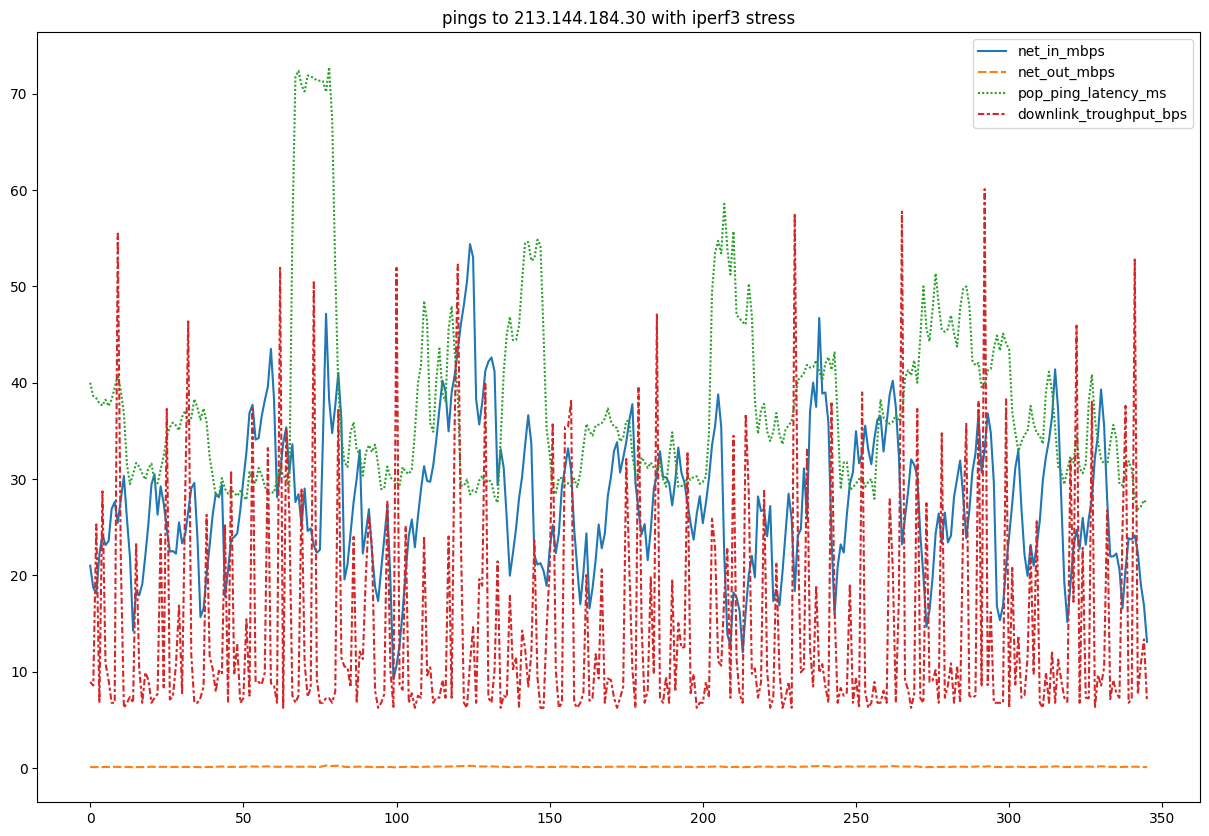 pings to 213.144.184.30 with iperf3 stress
net_in_mbps
net_out_mbps
pop_ping_latency_ms
downlink_troughput_bps
70
60
50
40
30
20
10
0
0 50 100 150 200 250 300 350